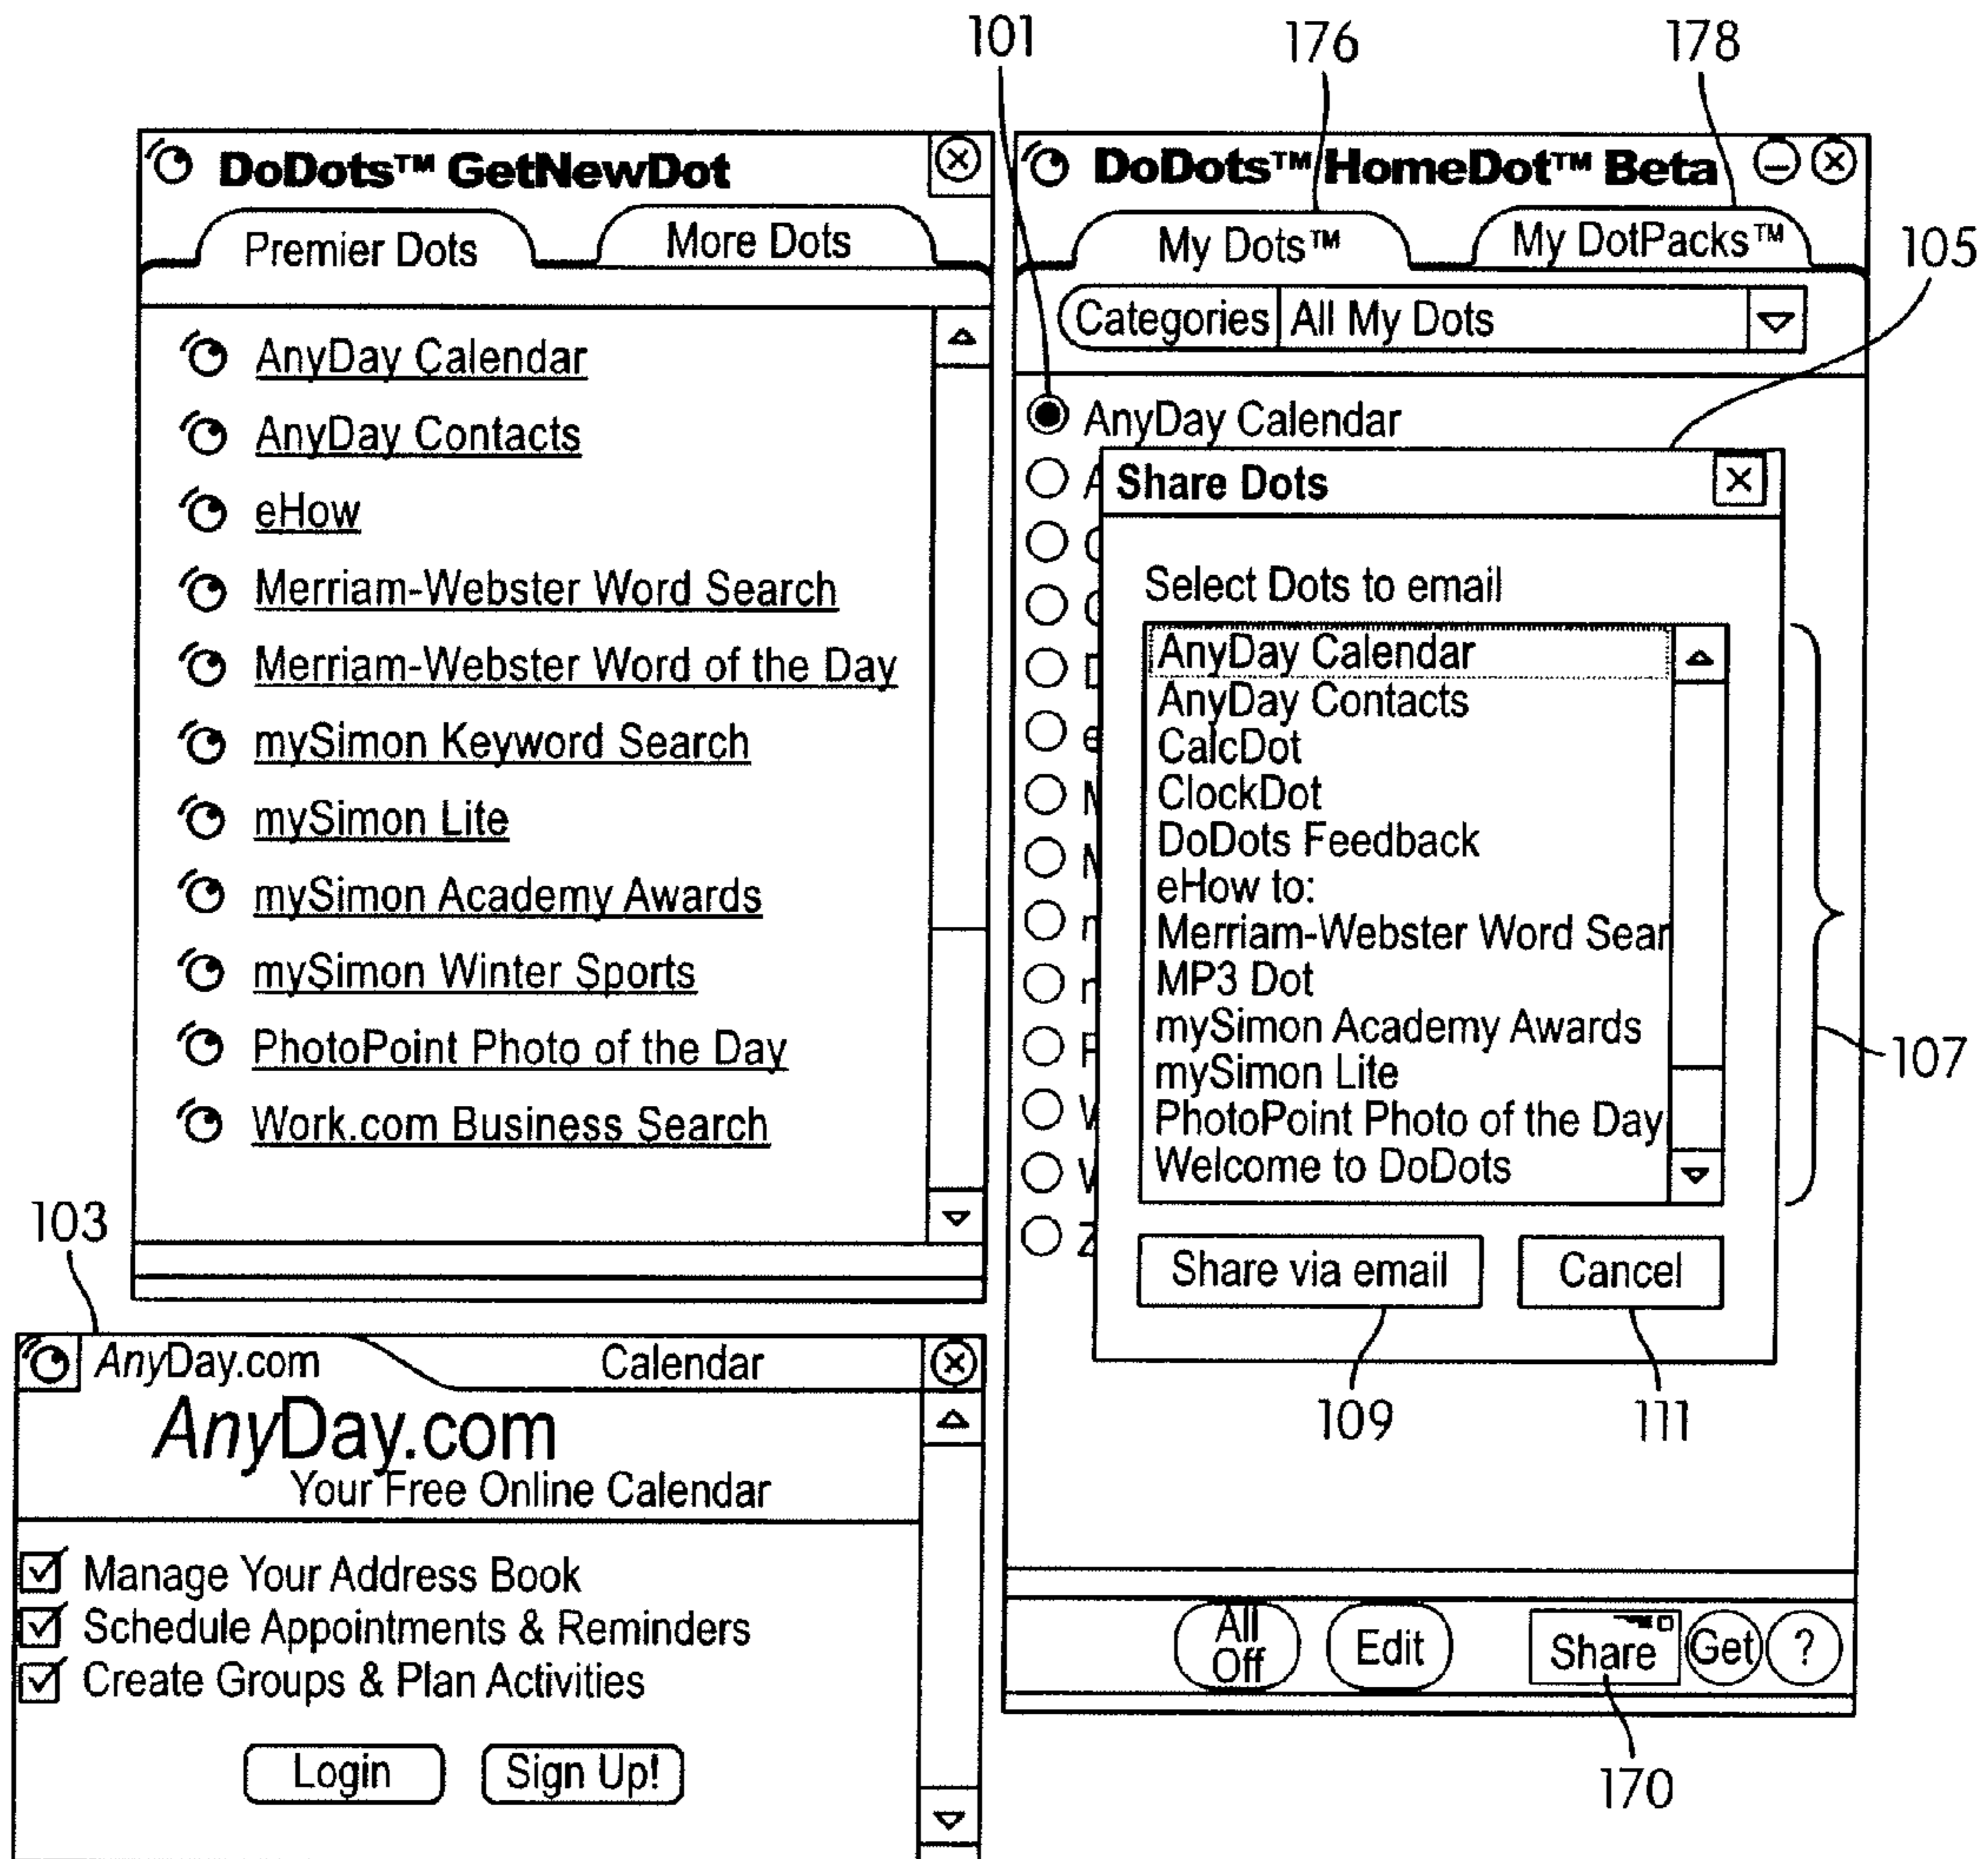 101
176
178
DoDots™ GetNewDot
Premier Dots
More Dots
AnyDay Calendar
AnyDay Contacts
eHow
Merriam-Webster Word Search
Merriam-Webster Word of the Day
mySimon Keyword Search
mySimon Lite
mySimon Academy Awards
mySimon Winter Sports
PhotoPoint Photo of the Day
Work.com Business Search
DoDots™ HomeDot™ Beta
My Dots™
My DotPacks™
105
Categories
All My Dots
AnyDay Calendar
Share Dots
Select Dots to email
AnyDay Calendar
AnyDay Contacts
CalcDot
ClockDot
DoDots Feedback
eHow to:
Merriam-Webster Word Sear
MP3 Dot
mySimon Academy Awards
mySimon Lite
PhotoPoint Photo of the Day
Welcome to DoDots
107
Share via email
Cancel
109
111
All Off
Edit
Share
Get
?
170
103
AnyDay.com
Calendar
AnyDay.com
Your Free Online Calendar
Manage Your Address Book
Schedule Appointments & Reminders
Create Groups & Plan Activities
Login
Sign Up!